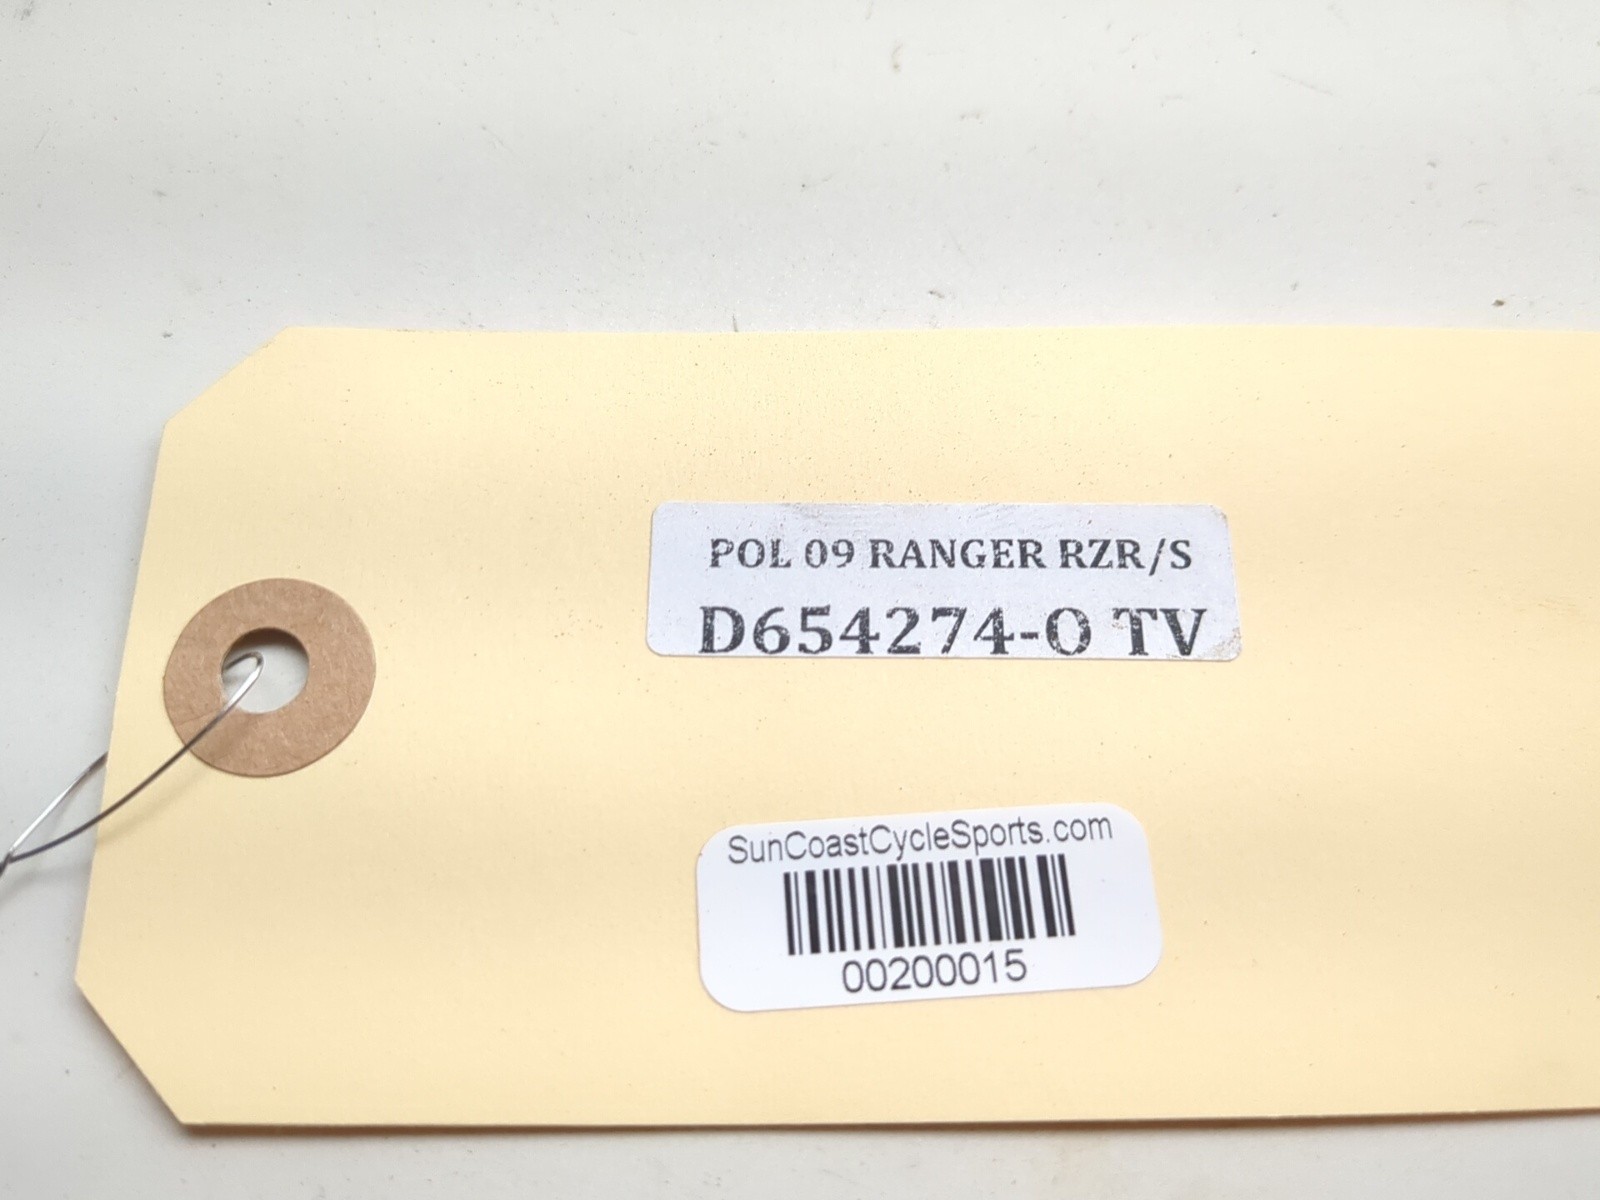 POL 09 RANGER RZR/S
D654274-O TV
SunCoastCycleSports.com
00200015